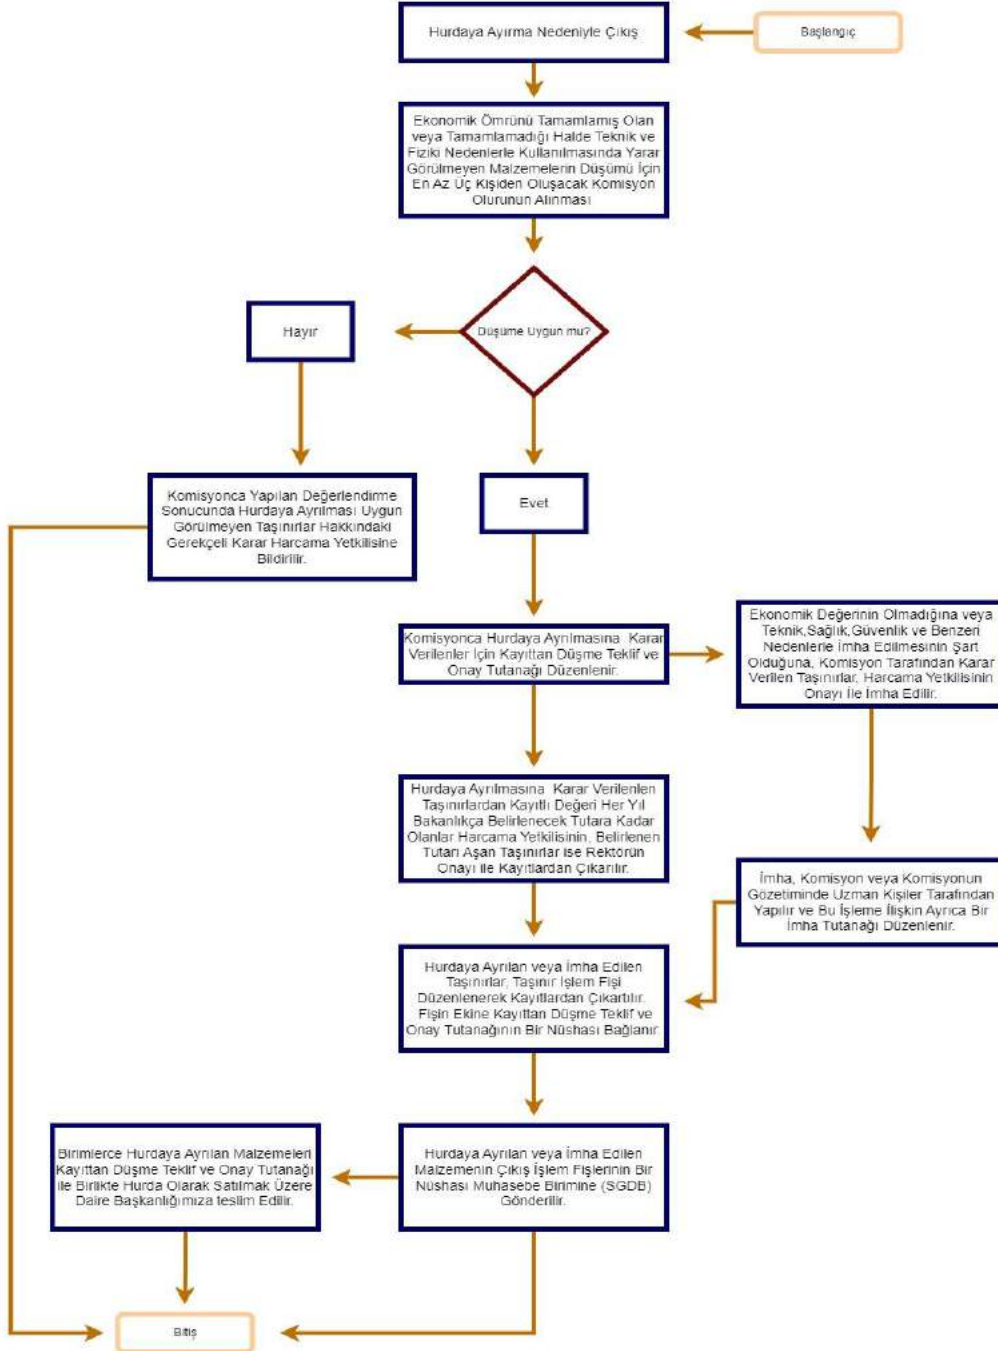 Hurdaya Ayırma Nedeniyle Çıkış
Başlangıç
Ekonomik Ömrünü Tamamlamış Olan
veya Tamamlamadığı Halde Teknik ve
Fiziki Nedenlerle Kullanılmasında Yarar
Görülmeyen Malzemelerin Düşümü İçin
En Az Üç Kişiden Oluşacak Komisyon
Olurunun Alınması
Düşüme Uygun mu?
Hayır
Evet
Komisyonca Yapılan Değerlendirme
Sonucunda Hurdaya Ayrılması Uygun
Görülmeyen Taşınırlar Hakkındaki
Gerekçeli Karar Harcama Yetkilisine
Bildirilir.
Komisyonca Hurdaya Ayrılmasına Karar
Verilenler İçin Kayıttan Düşme Teklif ve
Onay Tutanağı Düzenlenir.
Ekonomik Değerinin Olmadığına veya
Teknik,Sağlık,Güvenlik ve Benzeri
Nedenlerle İmha Edilmesinin Şart
Olduğuna, Komisyon Tarafından Karar
Verilen Taşınırlar, Harcama Yetkilisinin
Onayı İle İmha Edilir.
Hurdaya Ayrılmasına Karar Verilenlen
Taşınırlardan Kayıtlı Değeri Her Yıl
Bakanlıkça Belirlenecek Tutara Kadar
Olanlar Harcama Yetkilisinin, Belirlenen
Tutarı Aşan Taşınırlar ise Rektörün
Onayı ile Kayıtlardan Çıkarılır.
İmha, Komisyon veya Komisyonun
Gözetiminde Uzman Kişiler Tarafından
Yapılır ve Bu İşleme İlişkin Ayrıca Bir
İmha Tutanağı Düzenlenir.
Hurdaya Ayrılan veya İmha Edilen
Taşınırlar, Taşınır İşlem Fişi
Düzenlenerek Kayıtlardan Çıkartılır.
Fişin Ekine Kayıttan Düşme Teklif ve
Onay Tutanağının Bir Nüshası Bağlanır.
Birimlerce Hurdaya Ayrılan Malzemeleri
Kayıttan Düşme Teklif ve Onay Tutanağı
ile Birlikte Hurda Olarak Satılmak Üzere
Daire Başkanlığımıza teslim Edilir.
Hurdaya Ayrılan veya İmha Edilen
Malzemenin Çıkış İşlem Fişlerinin Bir
Nüshası Muhasebe Birimine (SGDB)
Gönderilir.
Bitiş